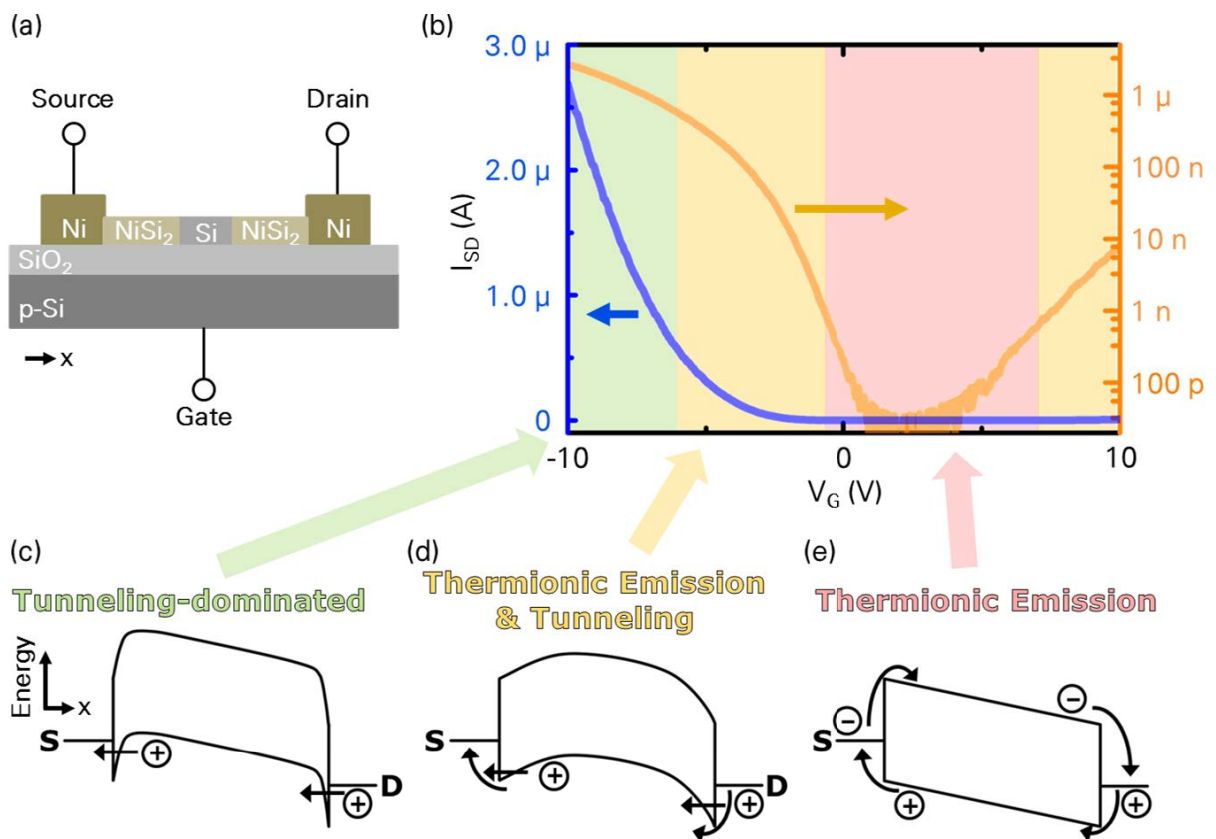 (a)
Source
Drain
Ni
NiSi2
Si
NiSi2
Ni
SiO2
p-Si
x
Gate
(b)
3.0 μ
2.0 μ
1.0 μ
0
ISD (A)
1 μ
100 n
10 n
1 n
100 p
-10
0
10
VG (V)
(c)
Tunneling-dominated
Energy
x
S
+
+
D
(d)
Thermionic Emission
& Tunneling
S
+
+
D
(e)
Thermionic Emission
−
−
S
+
+
D